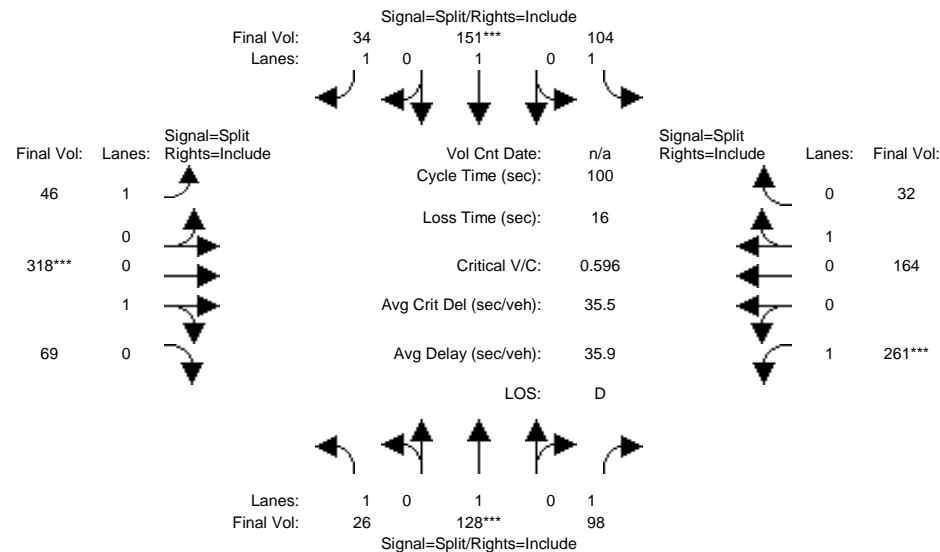 Signal=Split/Rights=Include
Final Vol: 34 151*** 104
Lanes: 1 0 1 0 1
Signal=Split
Final Vol: Lanes: Rights=Include
Vol Cnt Date: n/a
Signal=Split
Rights=Include Lanes: Final Vol:
Cycle Time (sec): 100
46 1
0 32
Loss Time (sec): 16
0
1
318*** 0
Critical V/C: 0.596
0 164
1
Avg Crit Del (sec/veh): 35.5
0
69 0
Avg Delay (sec/veh): 35.9
1 261***
LOS: D
Lanes: 1 0 1 0 1
Final Vol: 26 128*** 98
Signal=Split/Rights=Include